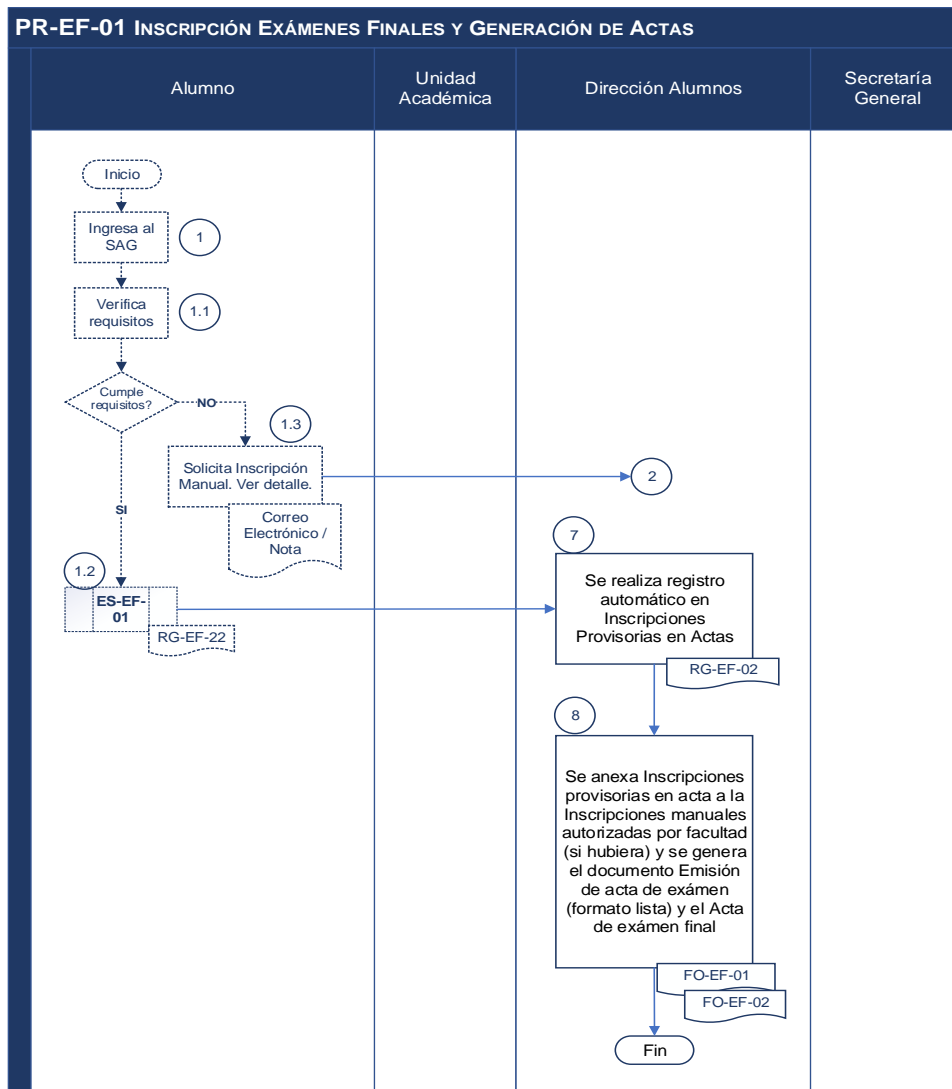 PR-EF-01 INSCRIPCIÓN EXÁMENES FINALES Y GENERACIÓN DE ACTAS
Alumno
Unidad
Académica
Dirección Alumnos
Secretaría
General
Inicio
Ingresa al
SAG
1
Verifica
requisitos
1.1
Cumple
requisitos?
NO
1.3
Solicita Inscripción
Manual. Ver detalle.
2
Correo
Electrónico /
Nota
SI
1.2
ES-EF-
01
RG-EF-22
7
Se realiza registro
automático en
Inscripciones
Provisorias en Actas
RG-EF-02
8
Se anexa Inscripciones
provisorias en acta a la
Inscripciones manuales
autorizadas por facultad
(si hubiera) y se genera
el documento Emisión
de acta de exámen
(formato lista) y el Acta
de exámen final
FO-EF-01
FO-EF-02
Fin